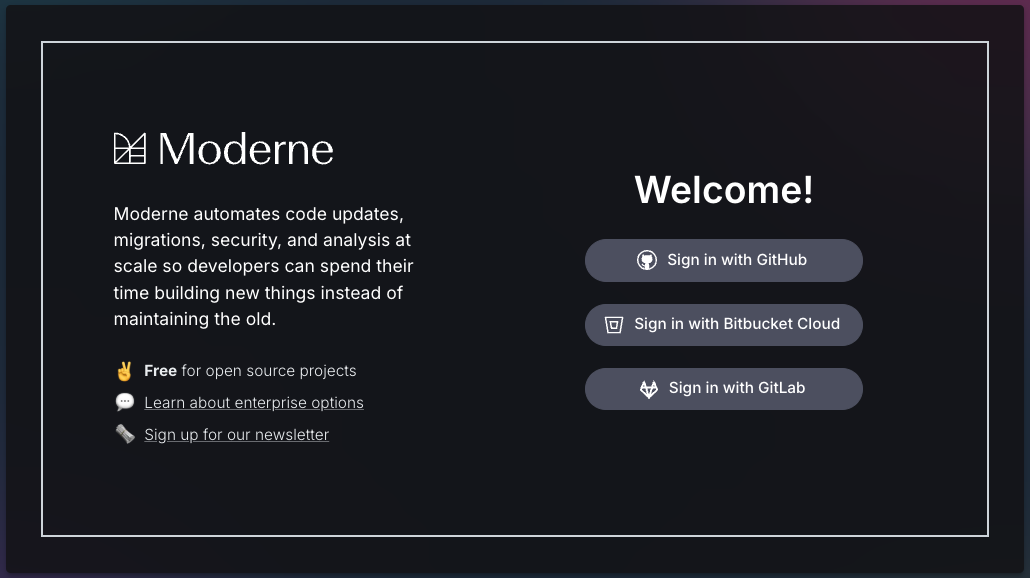 Moderne
Moderne automates code updates,
migrations, security, and analysis at
scale so developers can spend their
time building new things instead of
maintaining the old.
Free for open source projects
Learn about enterprise options
Sign up for our newsletter
Welcome!
Sign in with GitHub
Sign in with Bitbucket Cloud
Sign in with GitLab